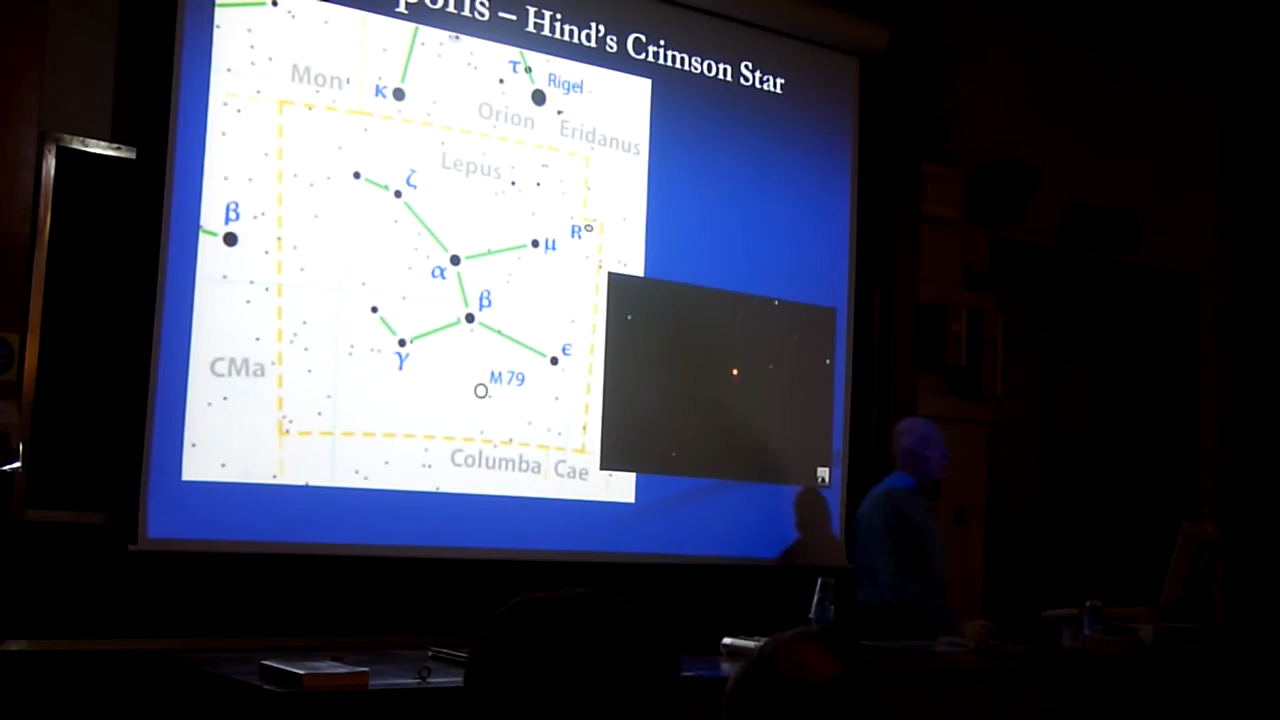 – Hind's Crimson Star
τ
Rigel
Mon
κ
Orion
Eridanus
Lepus
ζ
β
R
μ
α
β
ϵ
γ
CMa
M 79
Columba
Cae